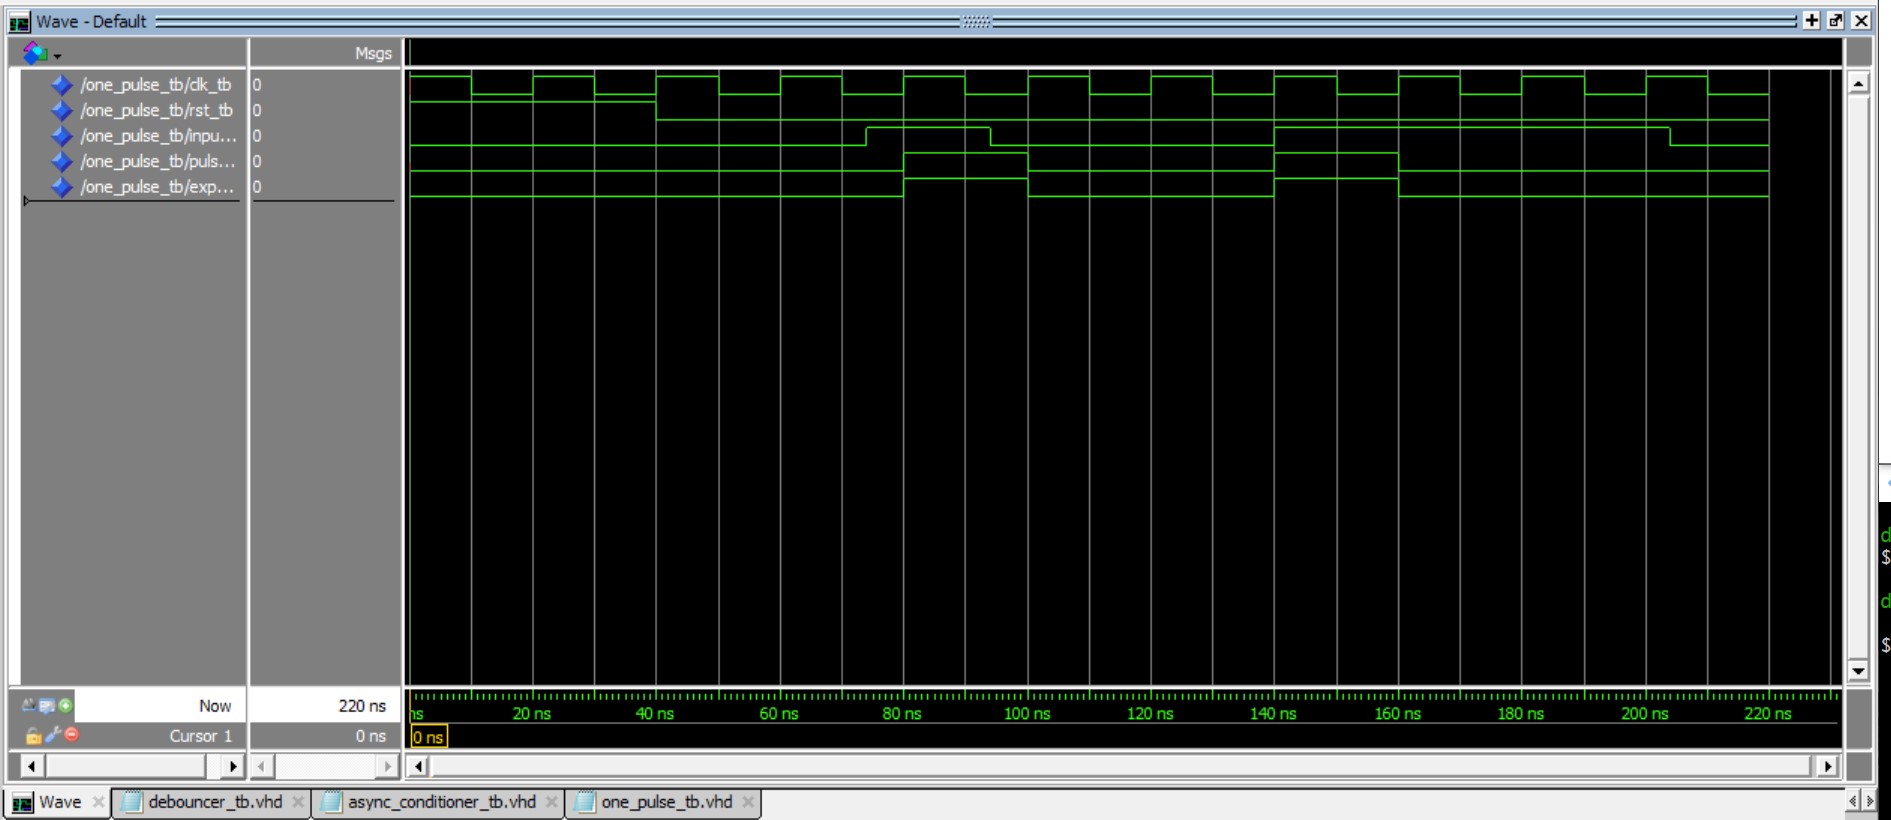 Wave - Default
Msgs
/one_pulse_tb/clk_tb 0
/one_pulse_tb/rst_tb 0
/one_pulse_tb/inpu... 0
/one_pulse_tb/puls... 0
/one_pulse_tb/exp... 0
Now 220 ns
ns 20 ns 40 ns 60 ns 80 ns 100 ns 120 ns 140 ns 160 ns 180 ns 200 ns 220 ns
Cursor 1 0 ns 0 ns
Wave debouncer_tb.vhd async_conditioner_tb.vhd one_pulse_tb.vhd
d
$
d
$